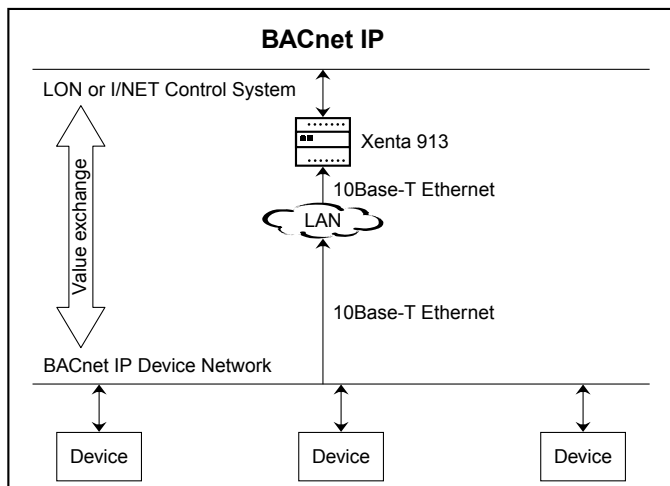 BACnet IP
LON or I/NET Control System
Xenta 913
10Base-T Ethernet
LAN
Value exchange
10Base-T Ethernet
BACnet IP Device Network
Device
Device
Device